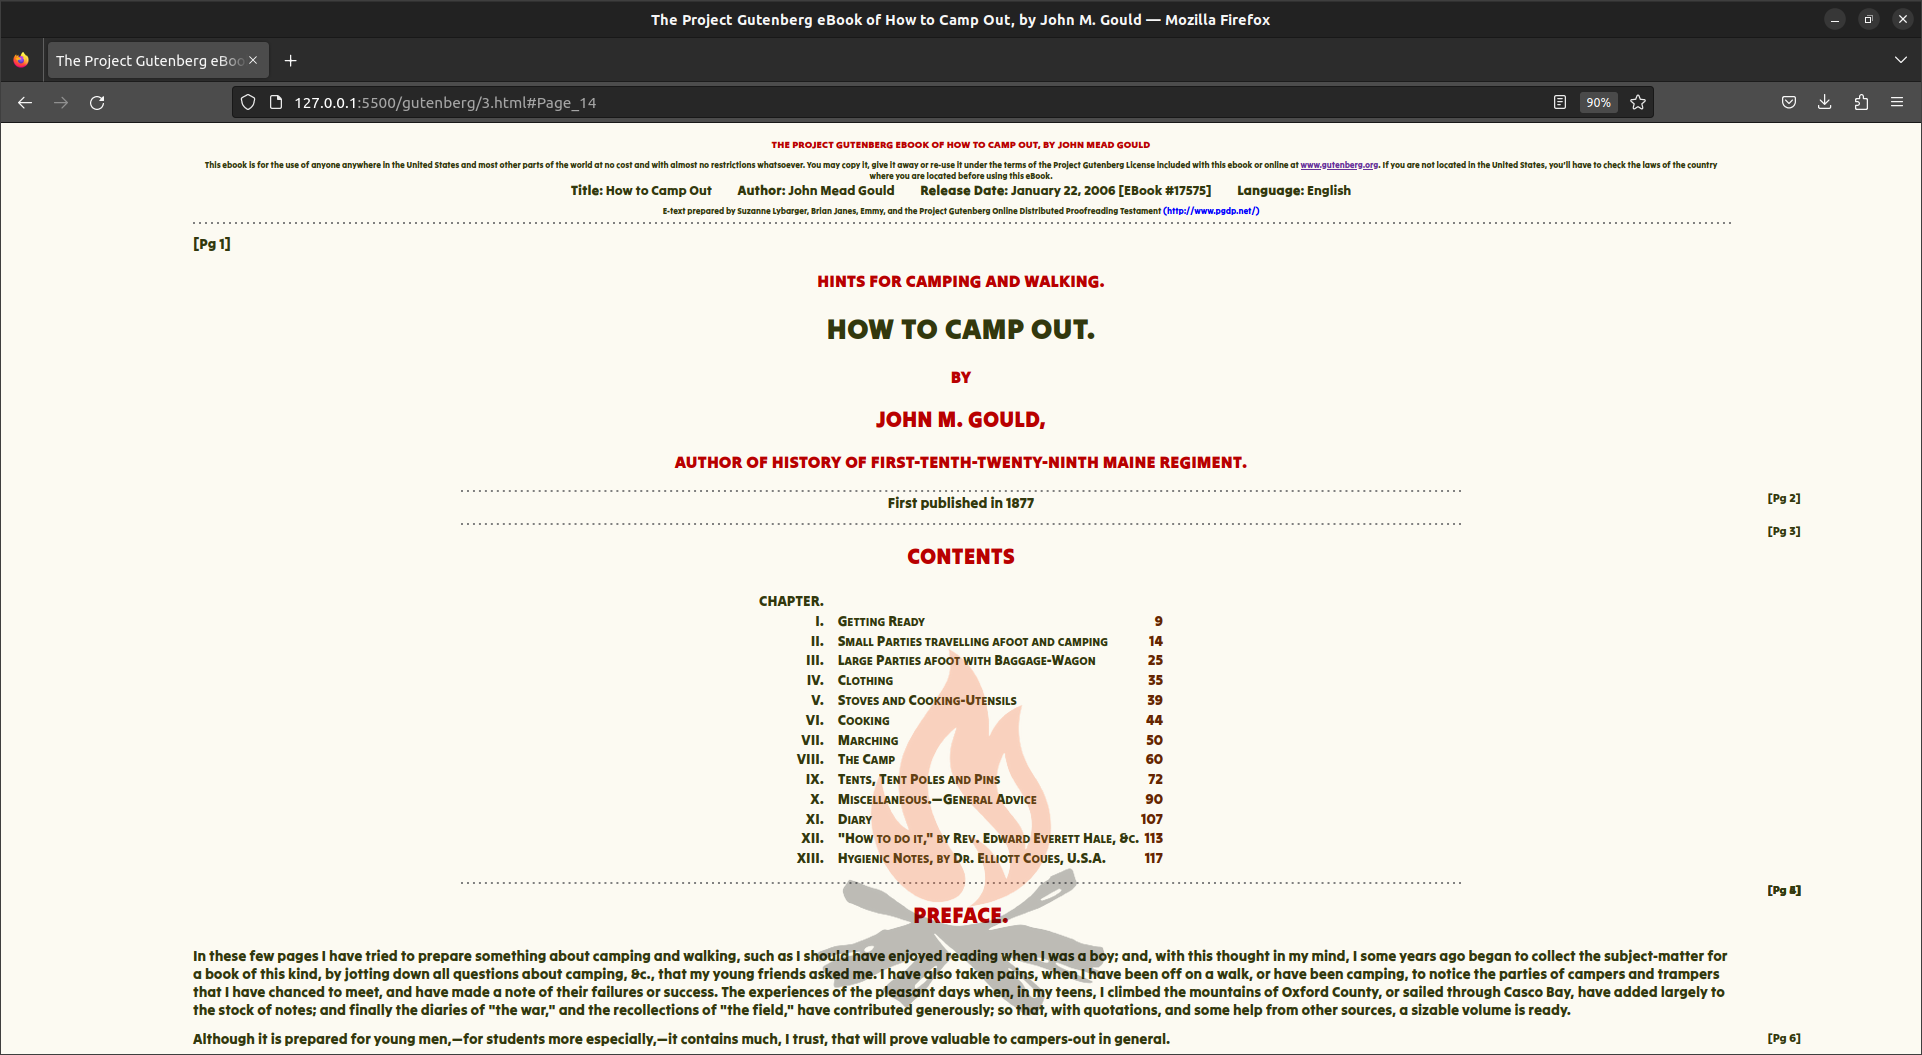 The Project Gutenberg eBook of How to Camp Out, by John M. Gould — Mozilla Firefox
The Project Gutenberg eBoo
127.0.0.1:5500/gutenberg/3.html#Page_14
90%
THE PROJECT GUTENBERG EBOOK OF HOW TO CAMP OUT, BY JOHN MEAD GOULD
This ebook is for the use of anyone anywhere in the United States and most other parts of the world at no cost and with almost no restrictions whatsoever. You may copy it, give it away or re-use it under the terms of the Project Gutenberg License included with this ebook or online at www.gutenberg.org. If you are not located in the United States, you'll have to check the laws of the country
where you are located before using this eBook.
Title: How to Camp Out Author: John Mead Gould Release Date: January 22, 2006 [EBook #17575] Language: English
E-text prepared by Suzanne Lybarger, Brian Janes, Emmy, and the Project Gutenberg Online Distributed Proofreading Testament (http://www.pgdp.net/)
[Pg 1]
HINTS FOR CAMPING AND WALKING.
HOW TO CAMP OUT.
BY
JOHN M. GOULD,
AUTHOR OF HISTORY OF FIRST-TENTH-TWENTY-NINTH MAINE REGIMENT.
[Pg 2]
First published in 1877
[Pg 3]
CONTENTS
CHAPTER.
I. Getting Ready 9
II. Small Parties travelling afoot and camping 14
III. Large Parties afoot with Baggage-Wagon 25
IV. Clothing 35
V. Stoves and Cooking-Utensils 39
VI. Cooking 44
VII. Marching 50
VIII. The Camp 60
IX. Tents, Tent Poles and Pins 72
X. Miscellaneous.—General Advice 90
XI. Diary 107
XII. "How to do it," by Rev. Edward Everett Hale, &c. 113
XIII. Hygienic Notes, by Dr. Elliott Coues, U.S.A. 117
PREFACE.
In these few pages I have tried to prepare something about camping and walking, such as I should have enjoyed reading when I was a boy; and, with this thought in my mind, I some years ago began to collect the subject-matter for
a book of this kind, by jotting down all questions about camping, &c., that my young friends asked me. I have also taken pains, when I have been off on a walk, or have been camping, to notice the parties of campers and trampers
that I have chanced to meet, and have made a note of their failures or success. The experiences of the pleasant days when, in my teens, I climbed the mountains of Oxford County, or sailed through Casco Bay, have added largely to
the stock of notes; and finally the diaries of "the war," and the recollections of "the field," have contributed generously; so that, with quotations, and some help from other sources, a sizable volume is ready.
Although it is prepared for young men,—for students more especially,—it contains much, I trust, that will prove valuable to campers-out in general.
[Pg 6]